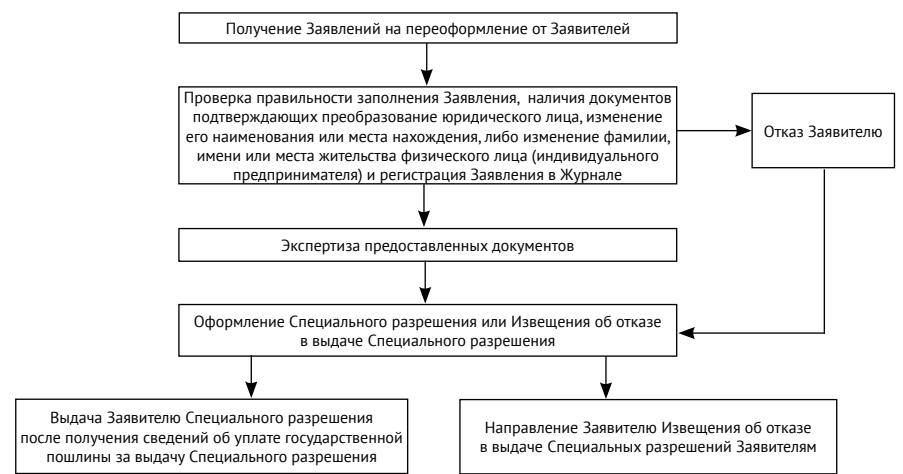 Получение Заявлений на переоформление от Заявителей
Проверка правильности заполнения Заявления, наличия документов
подтверждающих преобразование юридического лица, изменение
его наименования или места нахождения, либо изменение фамилии,
имени или места жительства физического лица (индивидуального
предпринимателя) и регистрация Заявления в Журнале
Отказ Заявителю
Экспертиза предоставленных документов
Оформление Специального разрешения или Извещения об отказе
в выдаче Специального разрешения
Выдача Заявителю Специального разрешения
после получения сведений об уплате государственной
пошлины за выдачу Специального разрешения
Направление Заявителю Извещения об отказе
в выдаче Специальных разрешений Заявителям